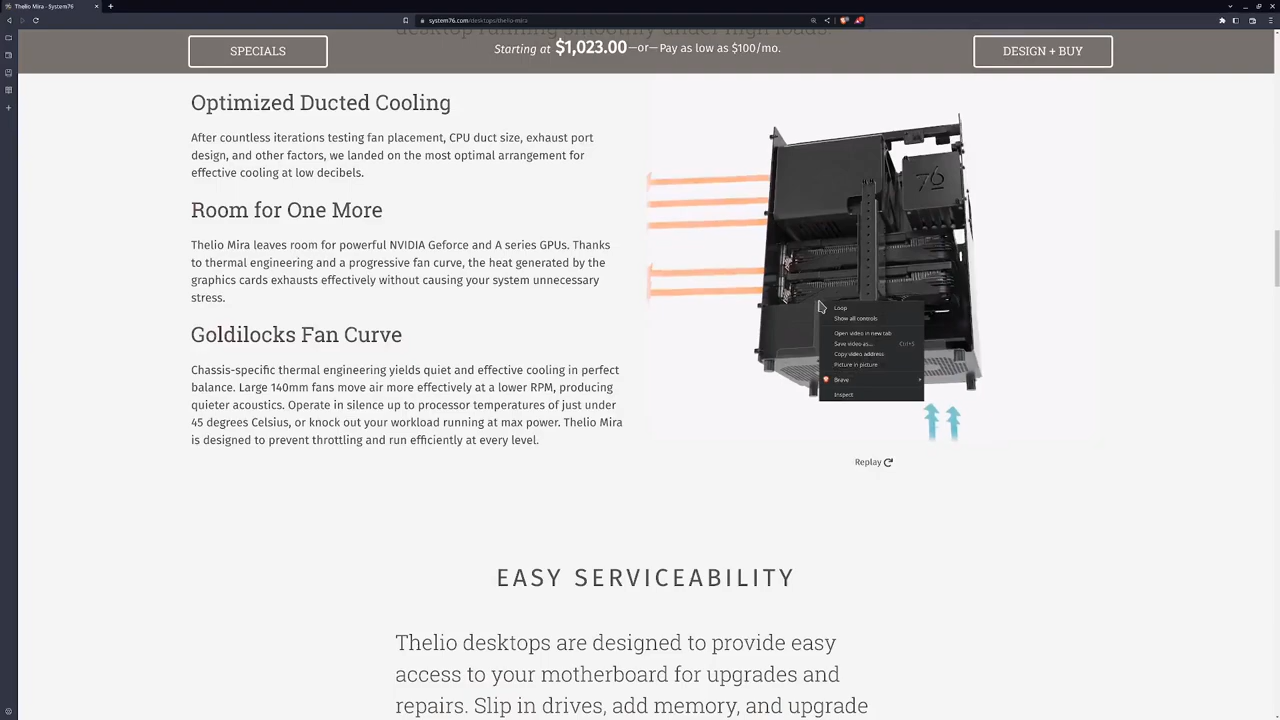 Thelio Mira - System76
system76.com/desktops/thelio-mira
desktop running smoothly under high loads.
SPECIALS
Starting at $1,023.00—or—Pay as low as $100/mo.
DESIGN + BUY
Optimized Ducted Cooling
After countless iterations testing fan placement, CPU duct size, exhaust port
design, and other factors, we landed on the most optimal arrangement for
effective cooling at low decibels.
Room for One More
Thelio Mira leaves room for powerful NVIDIA Geforce and A series GPUs. Thanks
to thermal engineering and a progressive fan curve, the heat generated by the
graphics cards exhausts effectively without causing your system unnecessary
stress.
Goldilocks Fan Curve
Chassis-specific thermal engineering yields quiet and effective cooling in perfect
balance. Large 140mm fans move air more effectively at a lower RPM, producing
quieter acoustics. Operate in silence up to processor temperatures of just under
45 degrees Celsius, or knock out your workload running at max power. Thelio Mira
is designed to prevent throttling and run efficiently at every level.
76
Loop
Show all controls
Open video in new tab
Save video as... Ctrl+S
Copy video address
Picture in picture
Brave
Inspect
Replay
EASY SERVICEABILITY
Thelio desktops are designed to provide easy
access to your motherboard for upgrades and
repairs. Slip in drives, add memory, and upgrade